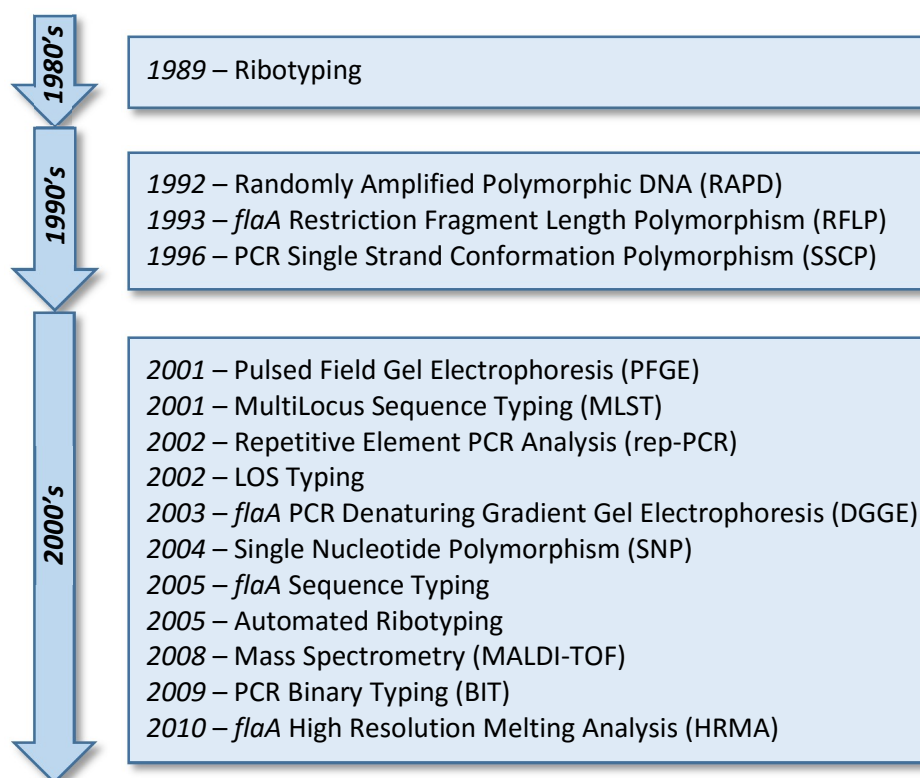 1980's
1989 – Ribotyping
1990's
1992 – Randomly Amplified Polymorphic DNA (RAPD)
1993 – flaA Restriction Fragment Length Polymorphism (RFLP)
1996 – PCR Single Strand Conformation Polymorphism (SSCP)
2000's
2001 – Pulsed Field Gel Electrophoresis (PFGE)
2001 – MultiLocus Sequence Typing (MLST)
2002 – Repetitive Element PCR Analysis (rep-PCR)
2002 – LOS Typing
2003 – flaA PCR Denaturing Gradient Gel Electrophoresis (DGGE)
2004 – Single Nucleotide Polymorphism (SNP)
2005 – flaA Sequence Typing
2005 – Automated Ribotyping
2008 – Mass Spectrometry (MALDI-TOF)
2009 – PCR Binary Typing (BIT)
2010 – flaA High Resolution Melting Analysis (HRMA)